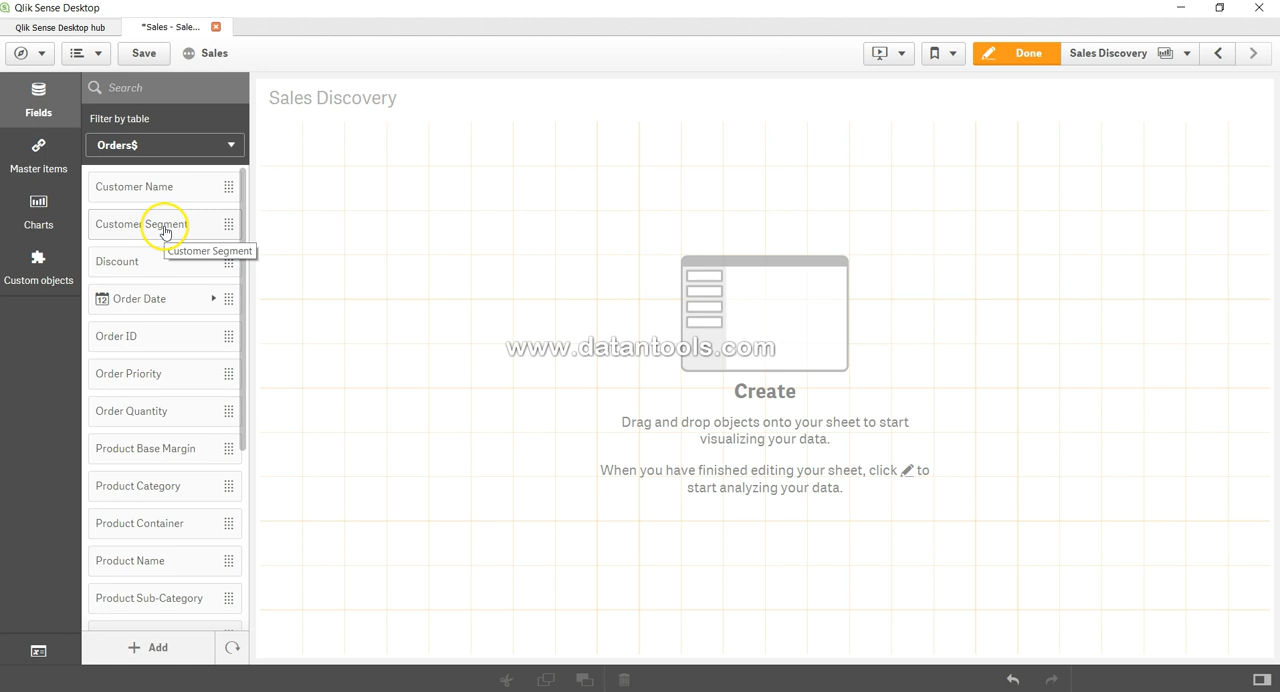 Qlik Sense Desktop
Qlik Sense Desktop hub
*Sales - Sale...
Save
Sales
Done
Sales Discovery
Fields
Master items
Charts
Custom objects
Search
Filter by table
Orders$
Customer Name
Customer Segment
Customer Segment
Discount
12 Order Date
Order ID
Order Priority
Order Quantity
Product Base Margin
Product Category
Product Container
Product Name
Product Sub-Category
+ Add
Sales Discovery
www.datantools.com
Create
Drag and drop objects onto your sheet to start
visualizing your data.
When you have finished editing your sheet, click to
start analyzing your data.